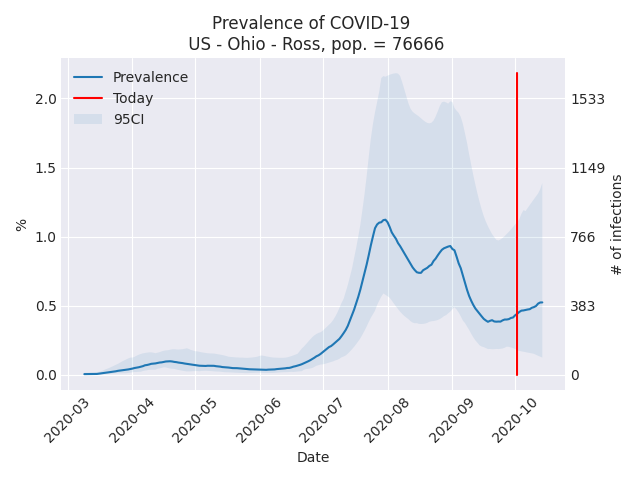 Prevalence of COVID-19
US - Ohio - Ross, pop. = 76666
Prevalence
Today
95CI
%
2.0
1.5
1.0
0.5
0.0
1533
1149
766
383
0
# of infections
2020-03
2020-04
2020-05
2020-06
2020-07
2020-08
2020-09
2020-10
Date